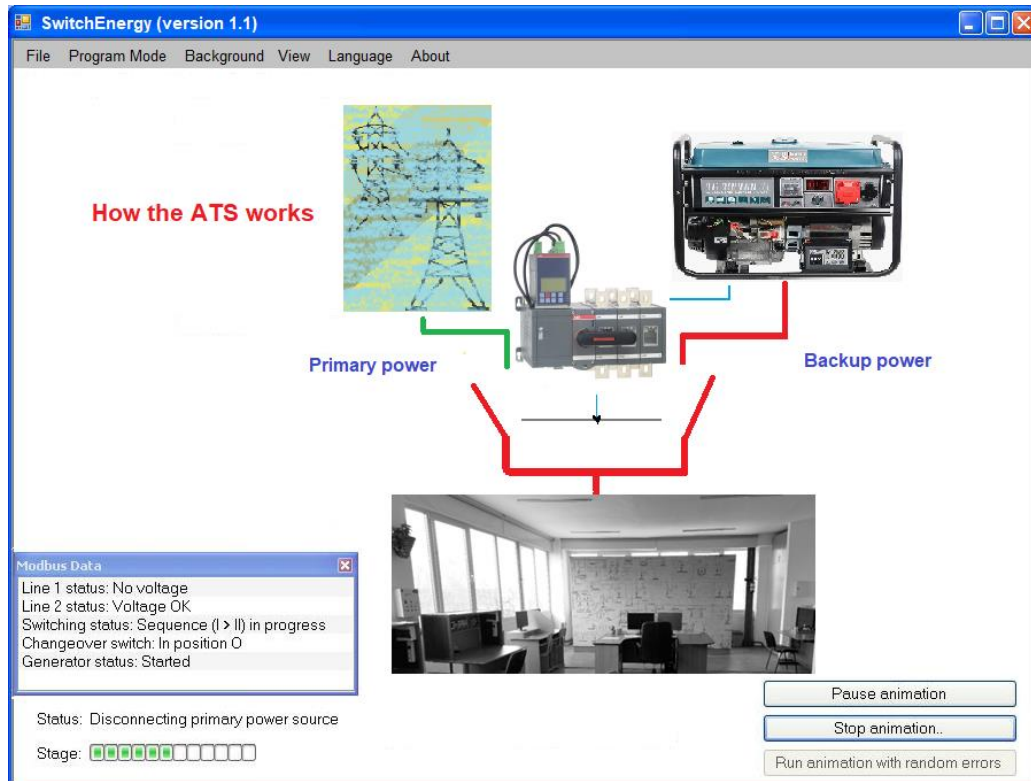 SwitchEnergy (version 1.1)
File Program Mode Background View Language About
How the ATS works
Primary power
Backup power
Modbus Data
Line 1 status: No voltage
Line 2 status: Voltage OK
Switching status: Sequence (I > II) in progress
Changeover switch: In position O
Generator status: Started
Status: Disconnecting primary power source
Stage:
Pause animation
Stop animation..
Run animation with random errors